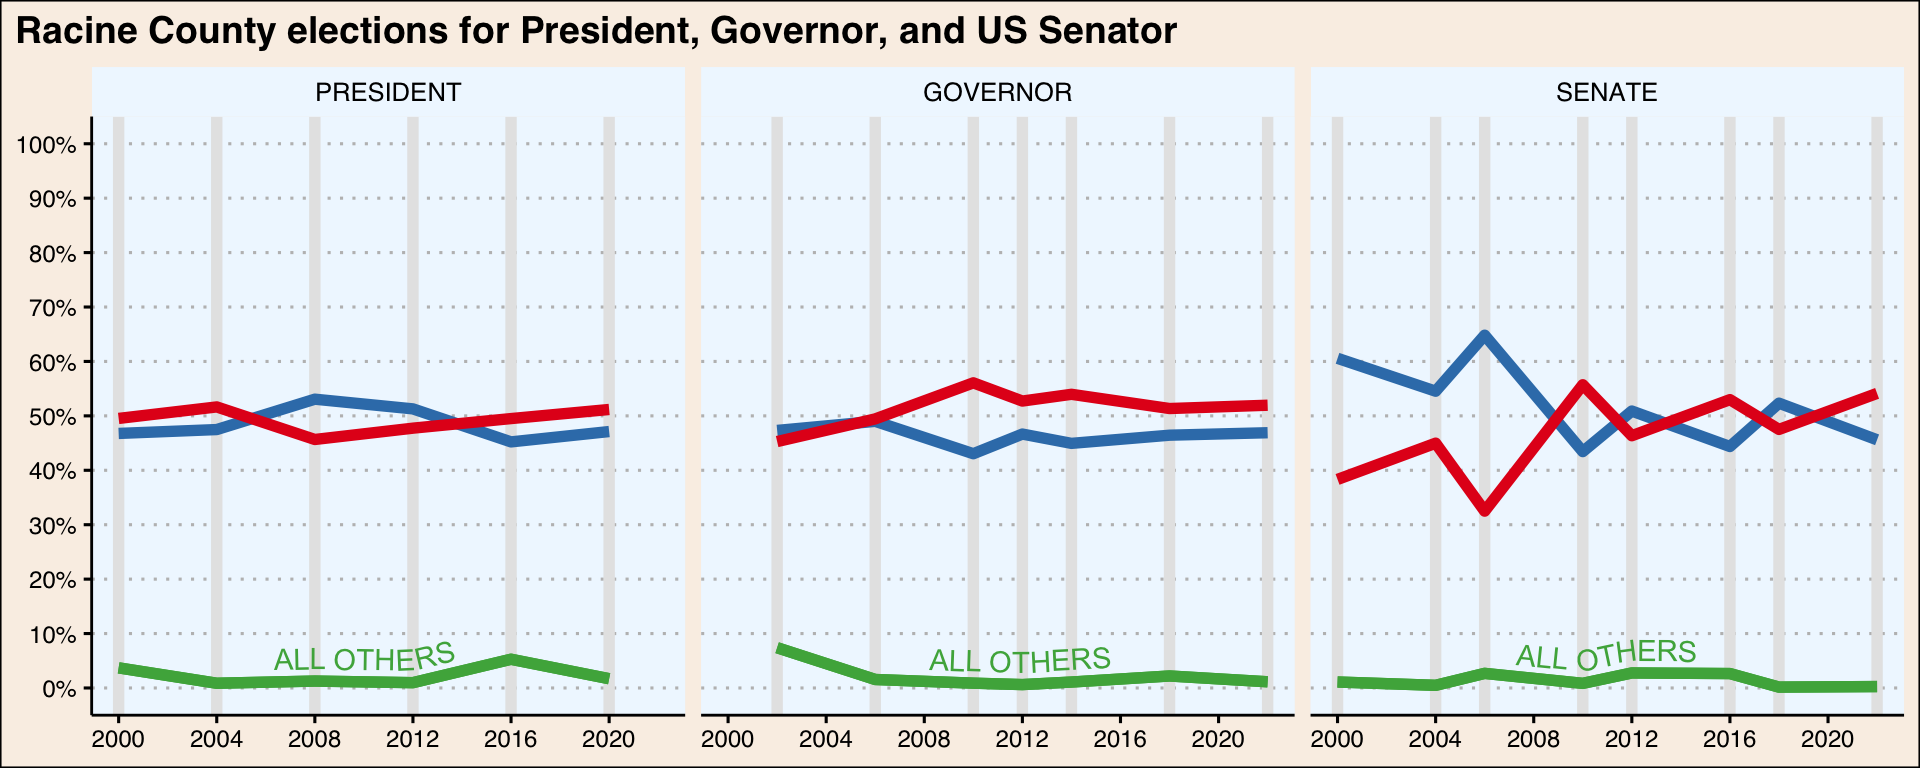 Racine County elections for President, Governor, and US Senator
PRESIDENT
GOVERNOR
SENATE
100%
90%
80%
70%
60%
50%
40%
30%
20%
10%
0%
ALL OTHERS
ALL OTHERS
ALL OTHERS
2000 2004 2008 2012 2016 2020
2000 2004 2008 2012 2016 2020
2000 2004 2008 2012 2016 2020